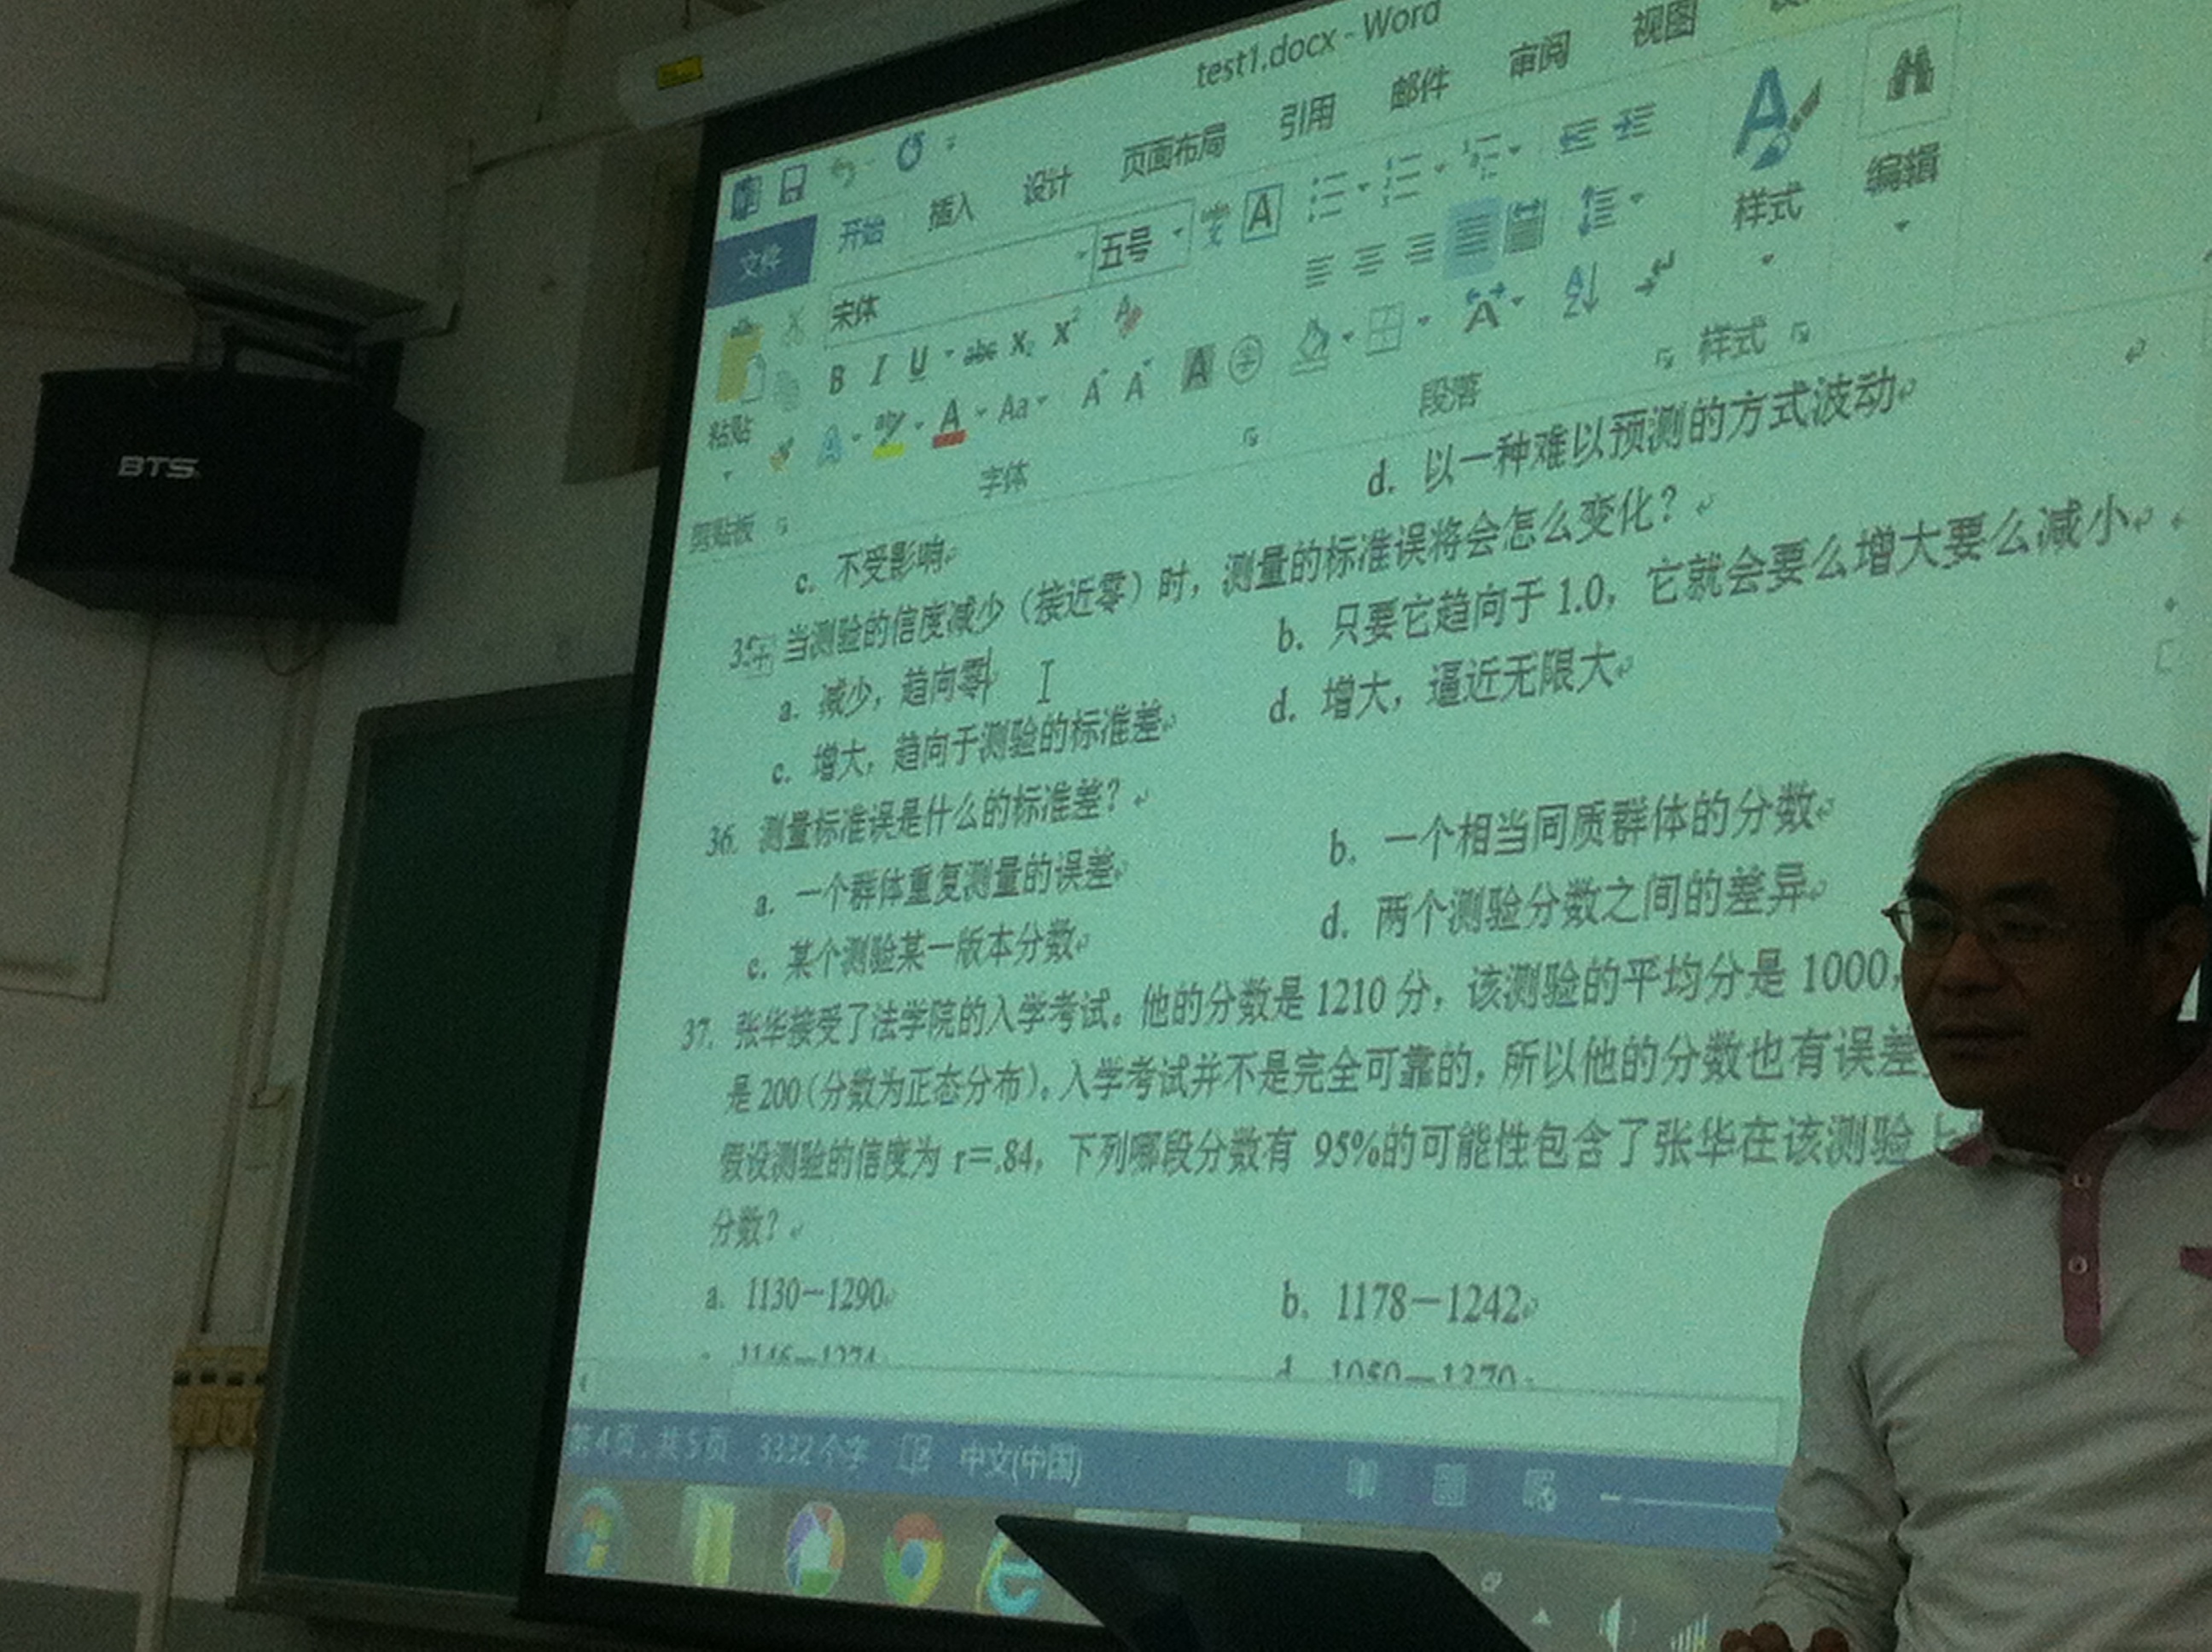 test1.docx - Word
文件 开始 插入 设计 页面布局 引用 邮件 审阅 视图
宋体 五号
粘贴
B I U abc X₂ X²
Aa
样式
编辑
剪贴板 字体 段落 样式
c. 不受影响 d. 以一种难以预测的方式波动
当测验的信度减少（接近零）时，测量的标准误将会怎么变化？
a. 减少，趋向零 b. 只要它趋向于 1.0，它就会要么增大要么减小
c. 增大，趋向于测验的标准差 d. 增大，逼近无限大
36. 测量标准误是什么的标准差？
a. 一个群体重复测量的误差 b. 一个相当同质群体的分数
c. 某个测验某一版本分数 d. 两个测验分数之间的差异
37. 张华接受了法学院的入学考试。他的分数是 1210 分，该测验的平均分是 1000，
是 200（分数为正态分布）。入学考试并不是完全可靠的，所以他的分数也有误差
假设测验的信度为 r＝.84，下列哪段分数有 95%的可能性包含了张华在该测验上
分数？
a. 1130－1290 b. 1178－1242
第 4 页，共 5 页 3332 个字 中文(中国)
BTS